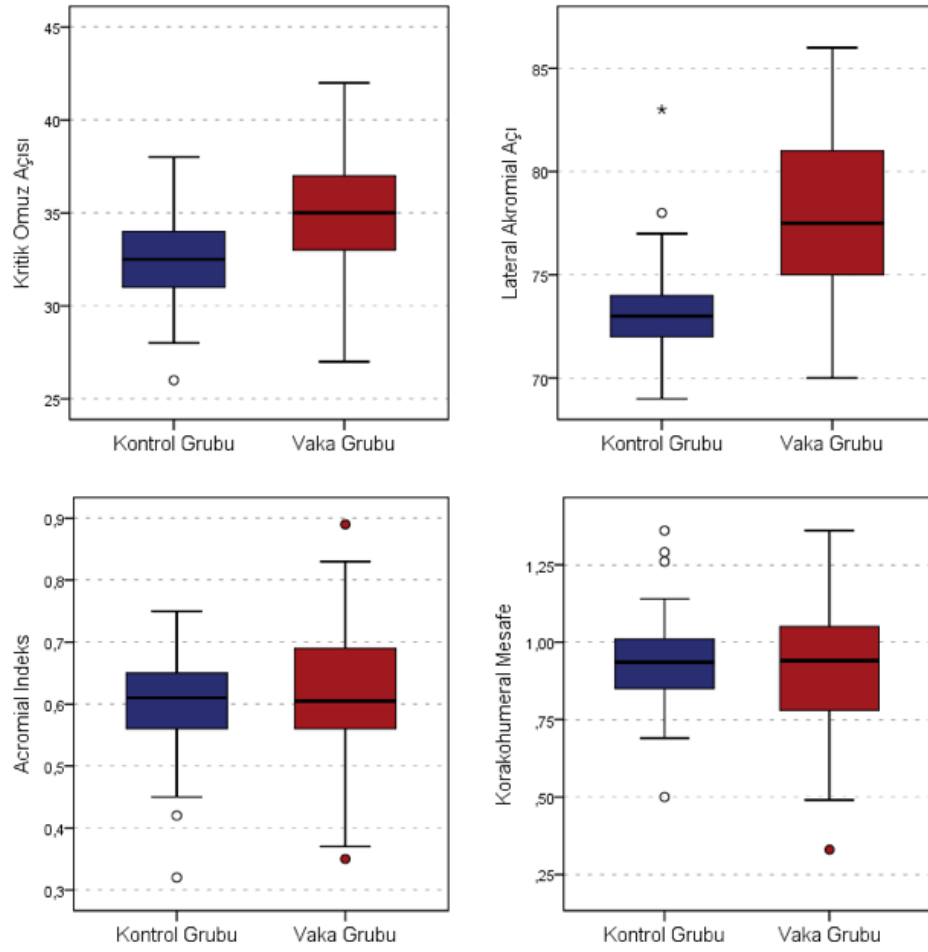 Kritik Omuz Açısı
45
40
35
30
25
Kontrol Grubu
Vaka Grubu
Lateral Akromial Açı
85
80
75
70
*
Kontrol Grubu
Vaka Grubu
Acromial Indeks
0,9
0,8
0,7
0,6
0,5
0,4
0,3
Kontrol Grubu
Vaka Grubu
Korakohumeral Mesafe
1,25
1,00
,75
,50
,25
Kontrol Grubu
Vaka Grubu